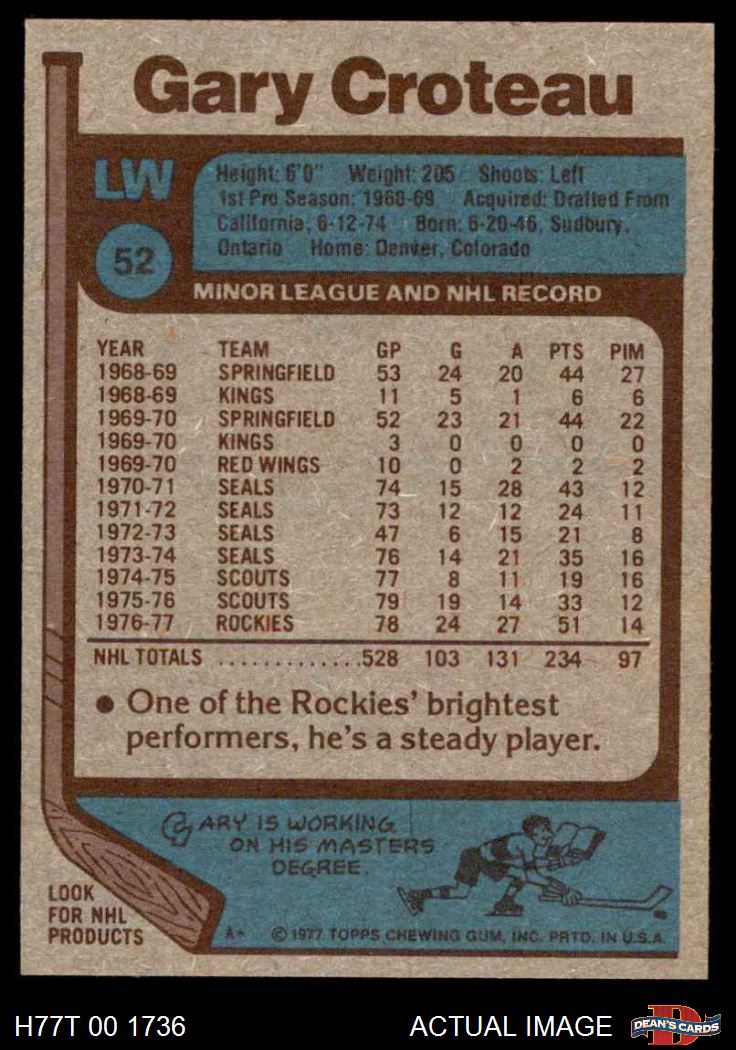 Gary Croteau
LW
Height: 6'0" Weight: 205 Shoots: Left
1st Pro Season: 1968-69 Acquired: Drafted From
California, 6-12-74 Born: 6-20-46, Sudbury,
Ontario Home: Denver, Colorado
52
MINOR LEAGUE AND NHL RECORD
YEAR TEAM GP G A PTS PIM
1968-69 SPRINGFIELD 53 24 20 44 27
1968-69 KINGS 11 5 1 6 6
1969-70 SPRINGFIELD 52 23 21 44 22
1969-70 KINGS 3 0 0 0 0
1969-70 RED WINGS 10 0 2 2 2
1970-71 SEALS 74 15 28 43 12
1971-72 SEALS 73 12 12 24 11
1972-73 SEALS 47 6 15 21 8
1973-74 SEALS 76 14 21 35 16
1974-75 SCOUTS 77 8 11 19 16
1975-76 SCOUTS 79 19 14 33 12
1976-77 ROCKIES 78 24 27 51 14
NHL TOTALS .............528 103 131 234 97
● One of the Rockies' brightest
performers, he's a steady player.
GARY IS WORKING
ON HIS MASTERS
DEGREE.
LOOK
FOR NHL
PRODUCTS
A* © 1977 TOPPS CHEWING GUM, INC. PRTD. IN U.S.A.
H77T 00 1736 ACTUAL IMAGE
D
DEAN'S CARDS